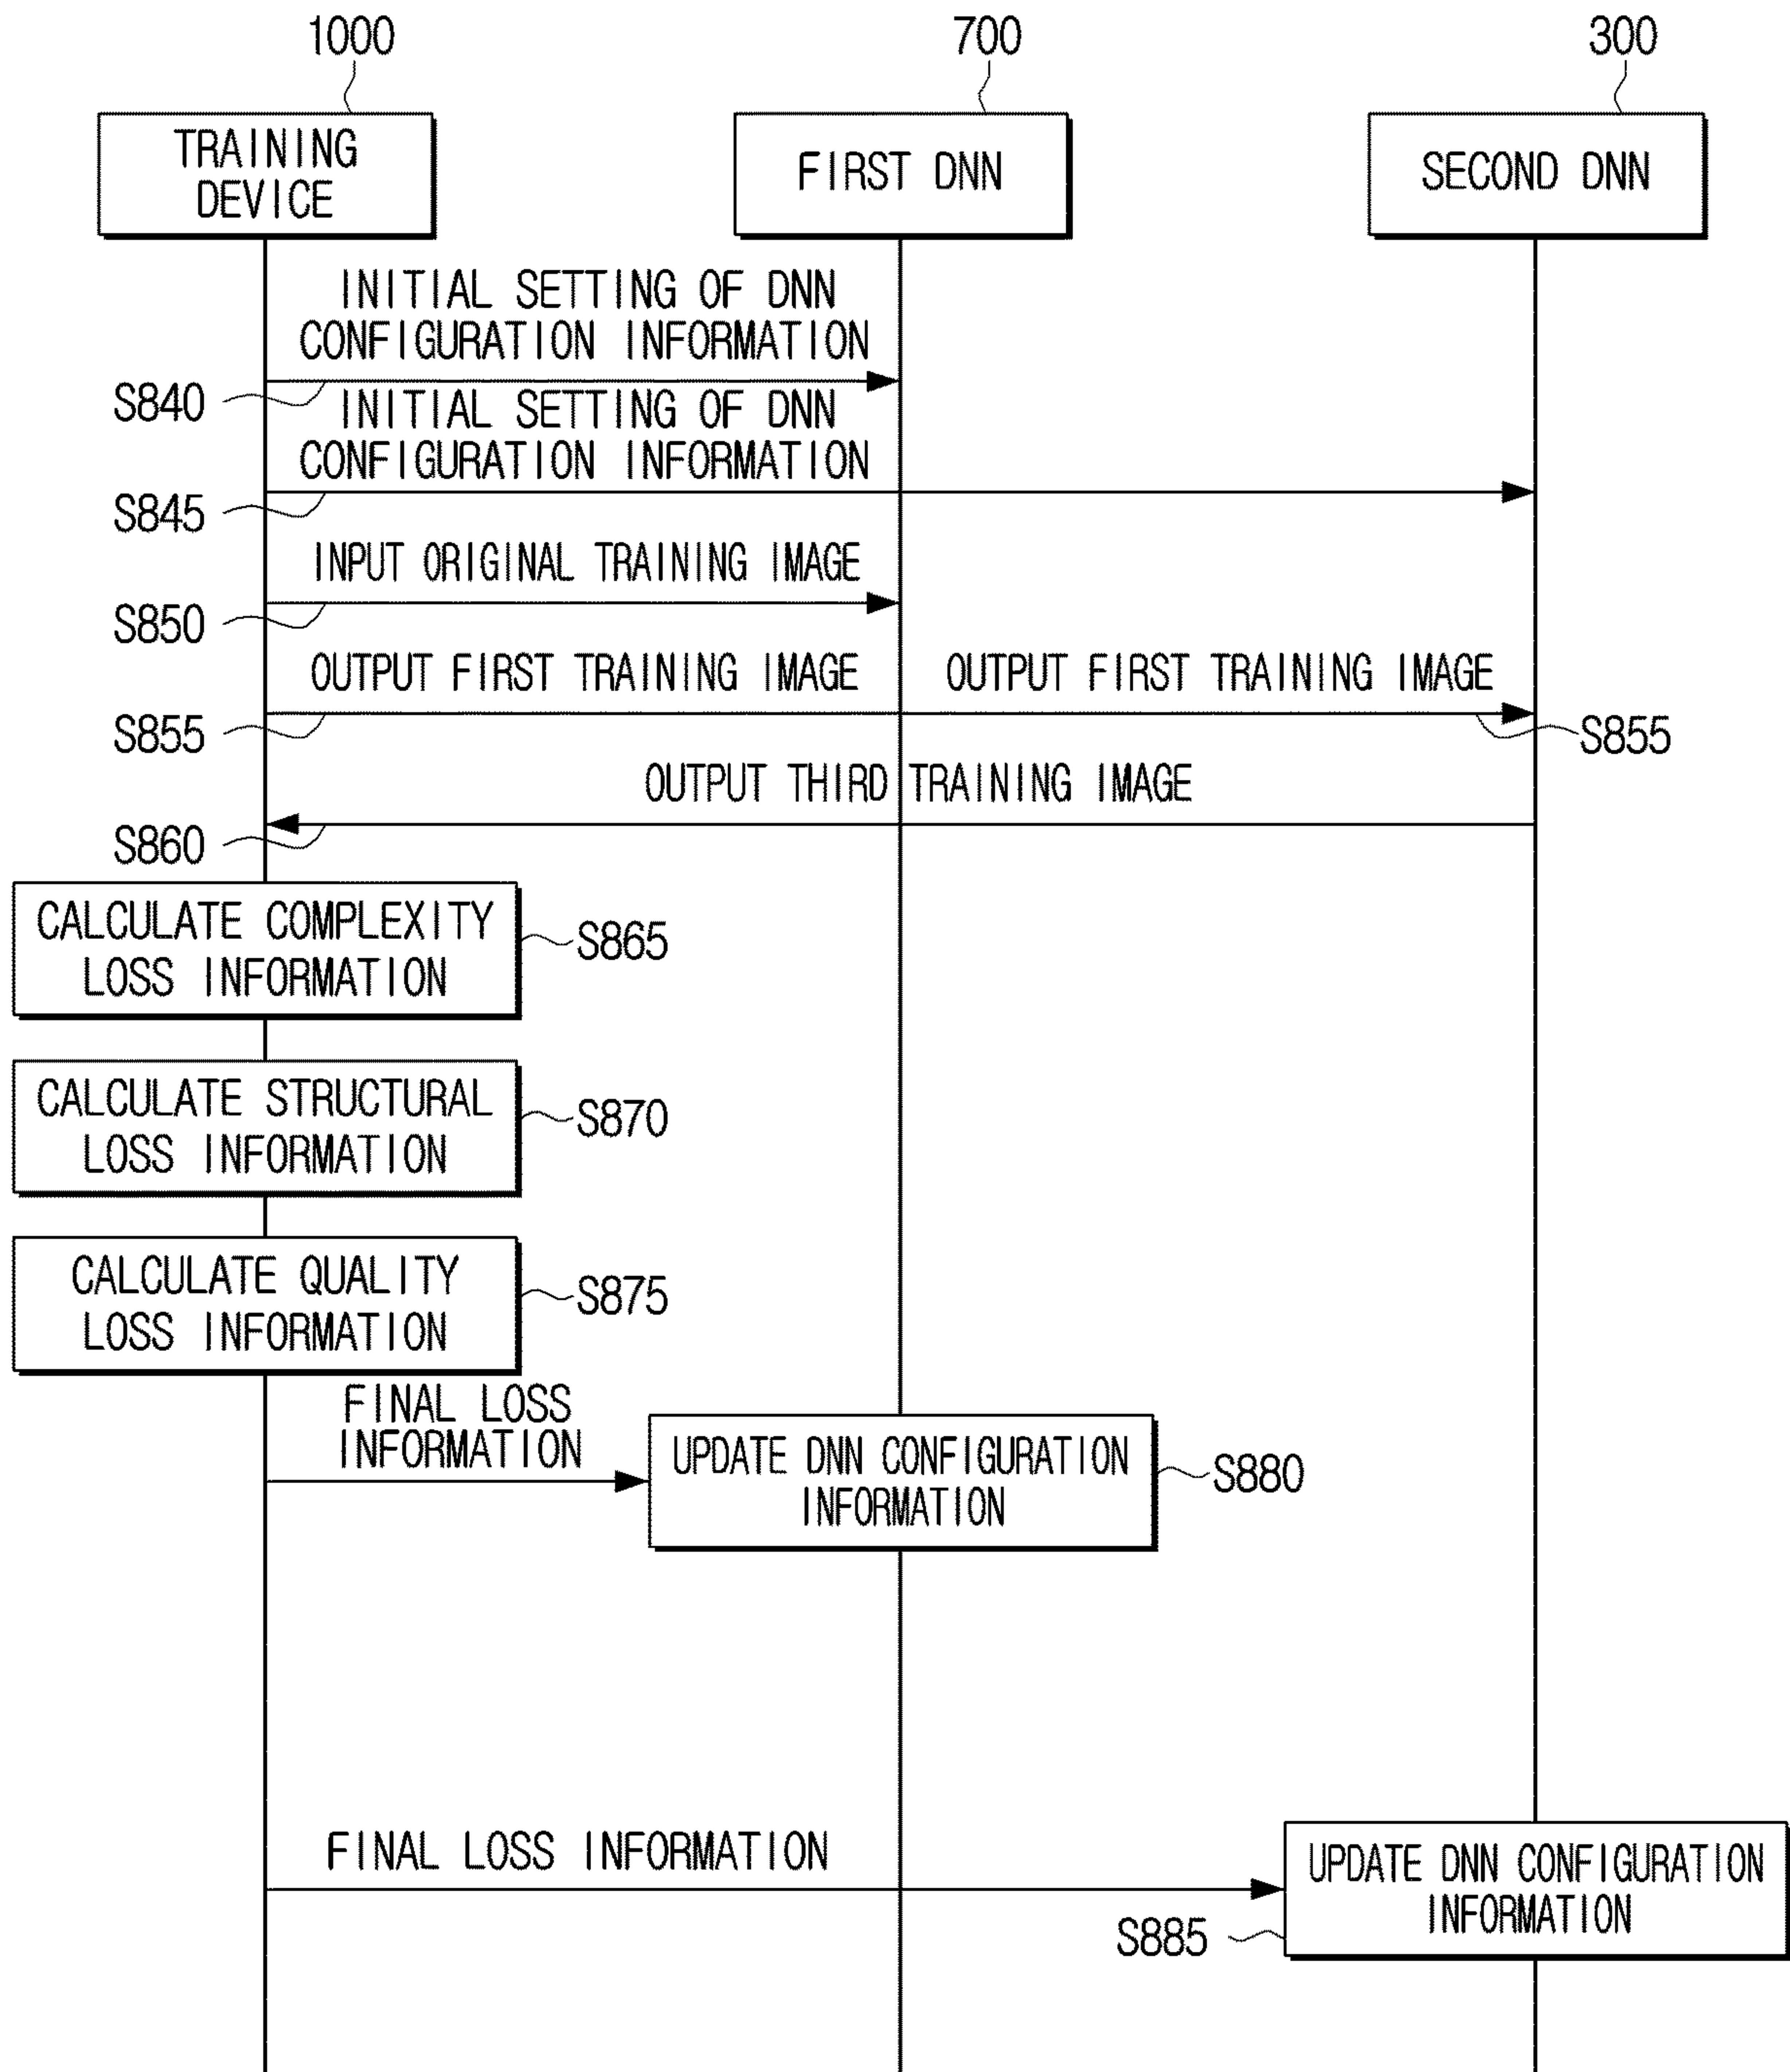 1000
700
300
TRAINING
DEVICE
FIRST DNN
SECOND DNN
INITIAL SETTING OF DNN
CONFIGURATION INFORMATION
S840
INITIAL SETTING OF DNN
CONFIGURATION INFORMATION
S845
INPUT ORIGINAL TRAINING IMAGE
S850
OUTPUT FIRST TRAINING IMAGE
OUTPUT FIRST TRAINING IMAGE
S855
S855
OUTPUT THIRD TRAINING IMAGE
S860
CALCULATE COMPLEXITY
LOSS INFORMATION
S865
CALCULATE STRUCTURAL
LOSS INFORMATION
S870
CALCULATE QUALITY
LOSS INFORMATION
S875
FINAL LOSS
INFORMATION
UPDATE DNN CONFIGURATION
INFORMATION
S880
FINAL LOSS INFORMATION
UPDATE DNN CONFIGURATION
INFORMATION
S885